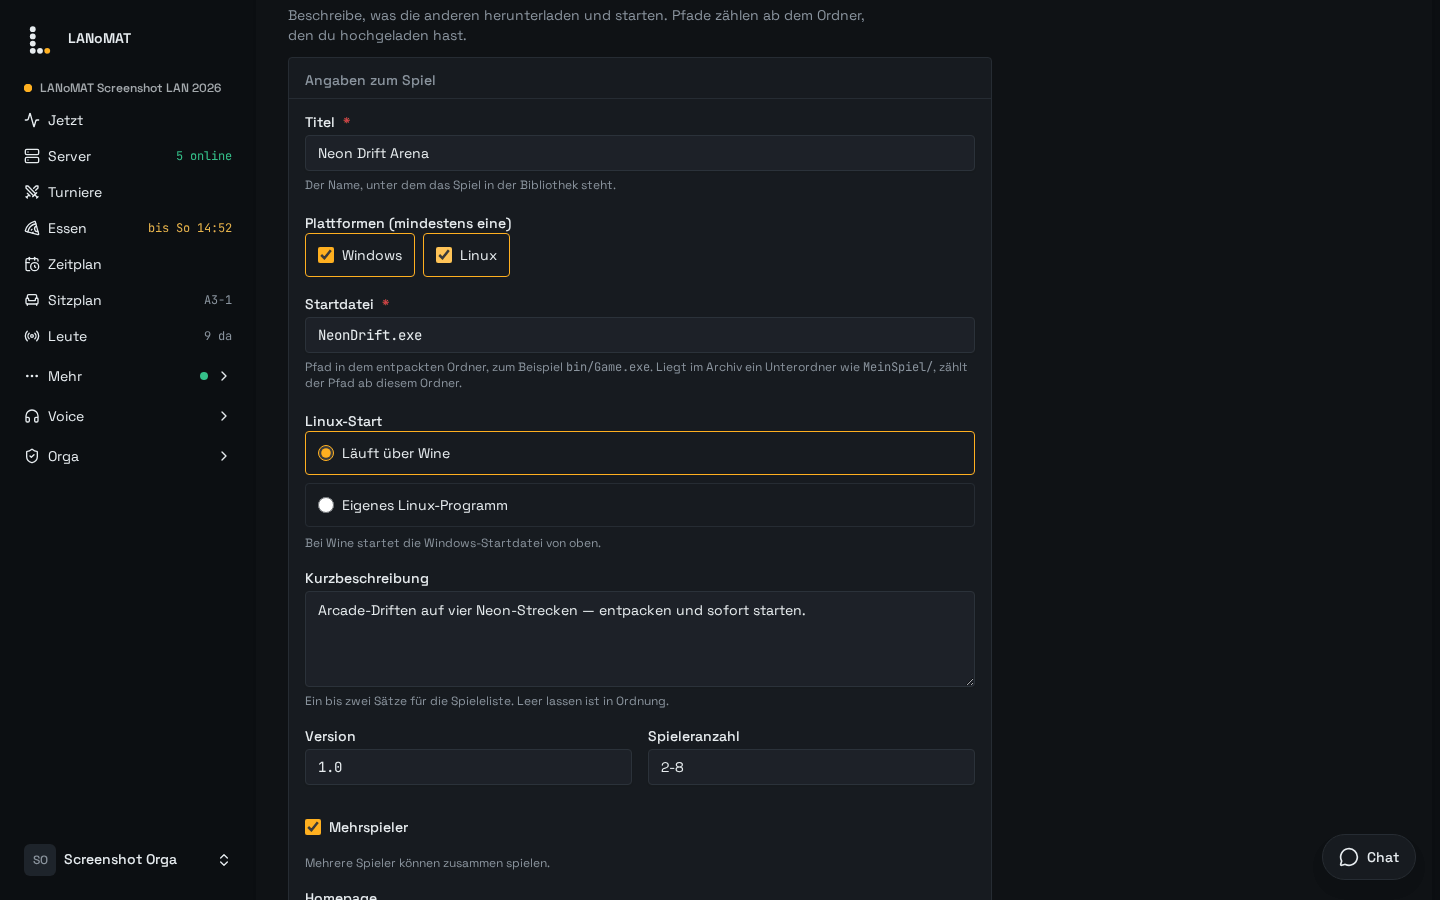 LANoMAT
LANoMAT Screenshot LAN 2026
Jetzt
Server 5 online
Turniere
Essen bis So 14:52
Zeitplan
Sitzplan A3-1
Leute 9 da
Mehr
Voice
Orga
SO Screenshot Orga
Beschreibe, was die anderen herunterladen und starten. Pfade zählen ab dem Ordner,
den du hochgeladen hast.
Angaben zum Spiel
Titel *
Neon Drift Arena
Der Name, unter dem das Spiel in der Bibliothek steht.
Plattformen (mindestens eine)
Windows Linux
Startdatei *
NeonDrift.exe
Pfad in dem entpackten Ordner, zum Beispiel bin/Game.exe. Liegt im Archiv ein Unterordner wie MeinSpiel/, zählt
der Pfad ab diesem Ordner.
Linux-Start
Läuft über Wine
Eigenes Linux-Programm
Bei Wine startet die Windows-Startdatei von oben.
Kurzbeschreibung
Arcade-Driften auf vier Neon-Strecken — entpacken und sofort starten.
Ein bis zwei Sätze für die Spieleliste. Leer lassen ist in Ordnung.
Version Spieleranzahl
1.0 2-8
Mehrspieler
Mehrere Spieler können zusammen spielen.
Homepage
Chat